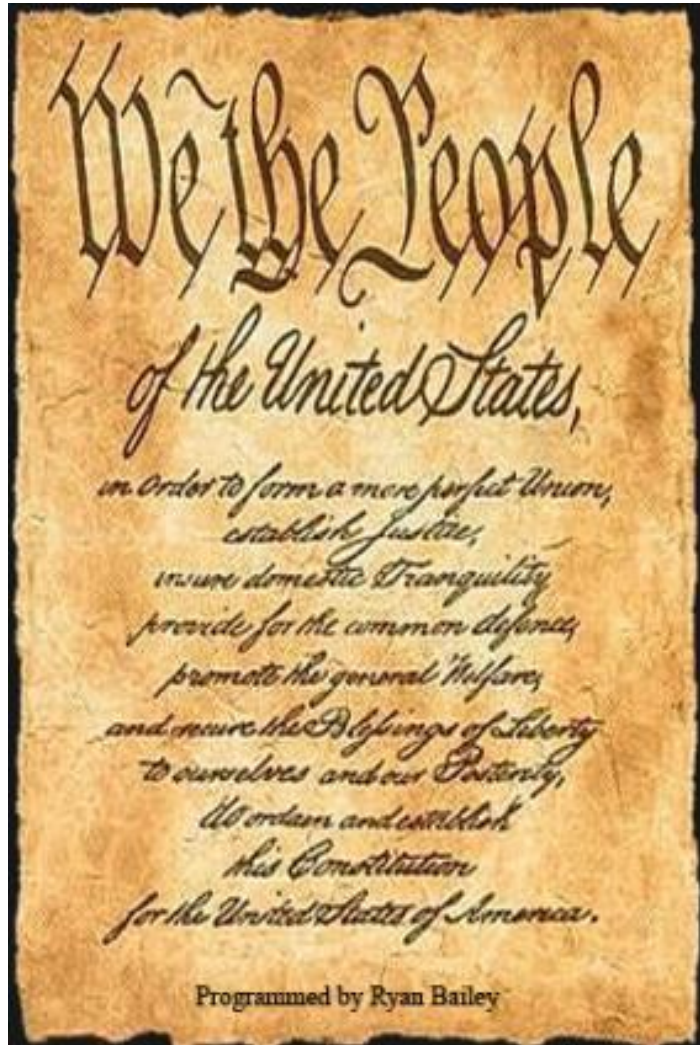 We the People
of the United States,
in Order to form a more perfect Union,
establish Justice,
insure domestic Tranquility
provide for the common defence,
promote the general Welfare,
and secure the Blessings of Liberty
to ourselves and our Posterity,
do ordain and establish
this Constitution
for the United States of America.
Programmed by Ryan Bailey